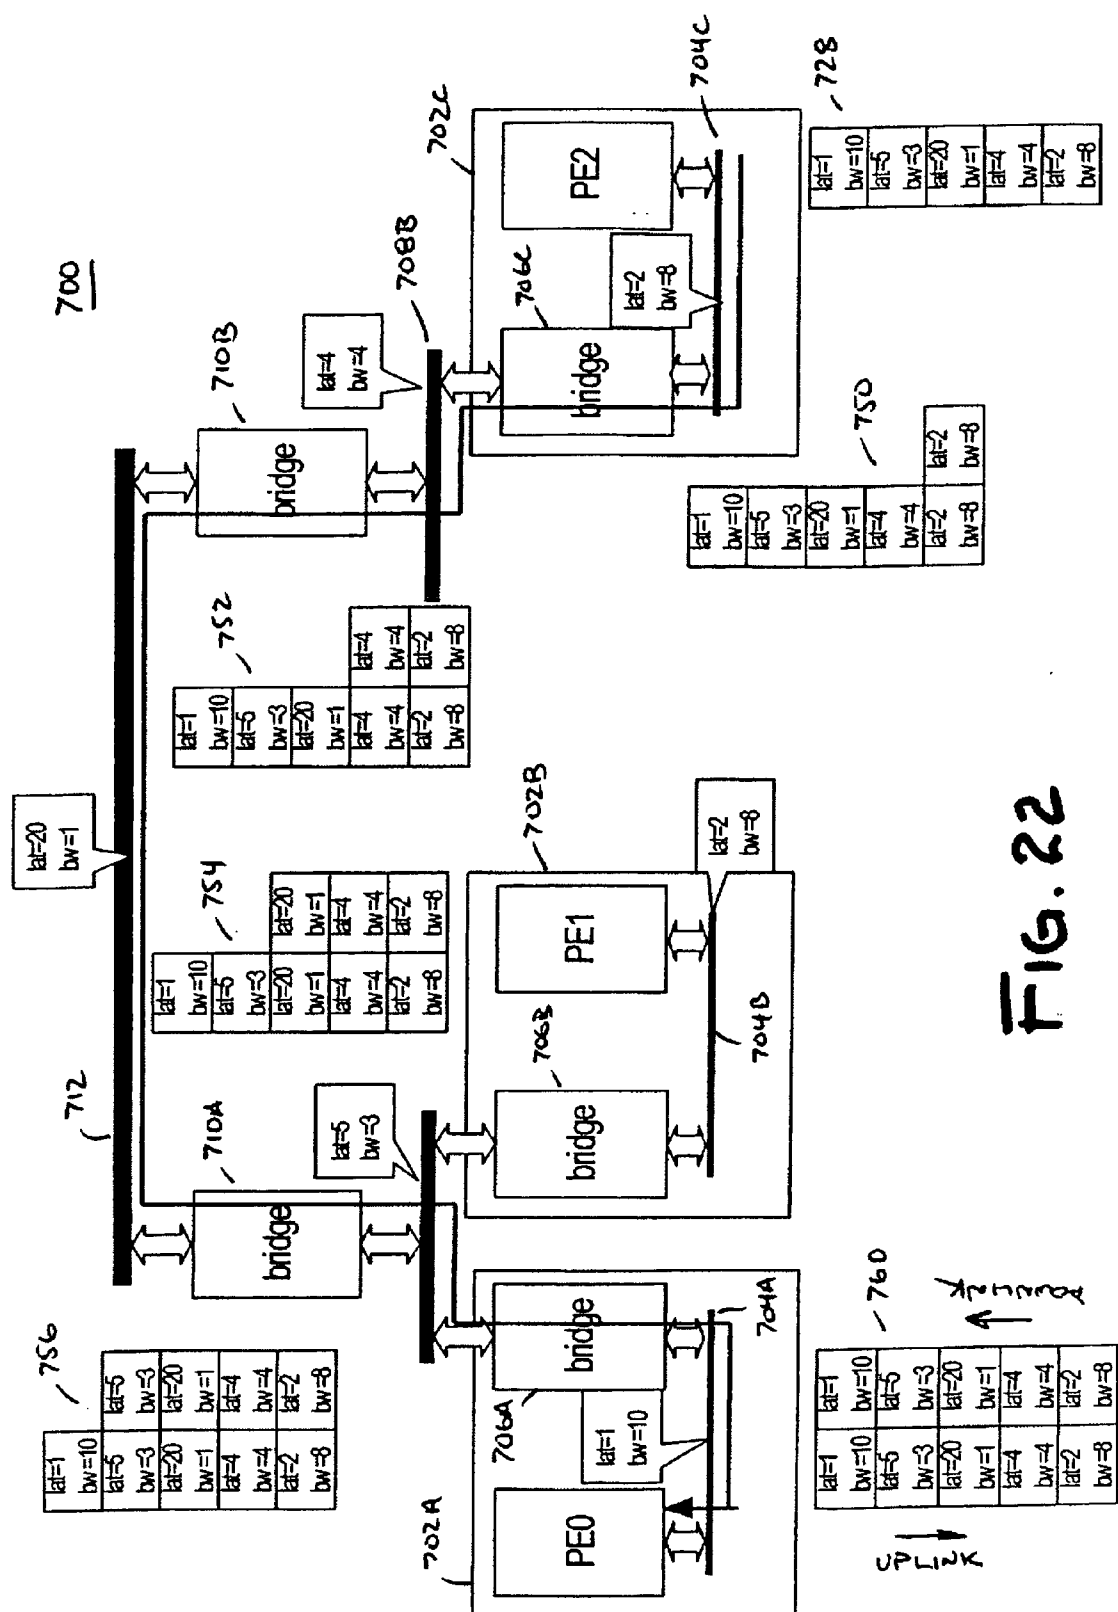 700
712
lat=20
bw=1
756
lat=1
bw=10
lat=5
bw=3
lat=5
bw=3
lat=20
bw=1
lat=20
bw=1
lat=4
bw=4
lat=4
bw=4
lat=2
bw=8
lat=2
bw=8
710A
bridge
754
lat=1
bw=10
lat=5
bw=3
lat=20
bw=1
lat=20
bw=1
lat=4
bw=4
lat=4
bw=4
lat=2
bw=8
lat=2
bw=8
752
lat=1
bw=10
lat=5
bw=3
lat=20
bw=1
lat=4
bw=4
lat=4
bw=4
lat=2
bw=8
lat=2
bw=8
710B
bridge
lat=5
bw=3
lat=4
bw=4
708B
702A
PE0
706A
bridge
lat=1
bw=10
704A
702B
706B
bridge
PE1
704B
lat=2
bw=8
702C
706C
bridge
PE2
lat=2
bw=8
704C
UPLINK
760
lat=1
bw=10
lat=1
bw=10
lat=5
bw=3
lat=5
bw=3
lat=20
bw=1
lat=20
bw=1
lat=4
bw=4
lat=4
bw=4
lat=2
bw=8
lat=2
bw=8
DOWNLINK
750
lat=1
bw=10
lat=5
bw=3
lat=20
bw=1
lat=4
bw=4
lat=2
bw=8
lat=2
bw=8
728
lat=1
bw=10
lat=5
bw=3
lat=20
bw=1
lat=4
bw=4
lat=2
bw=8
FIG. 22